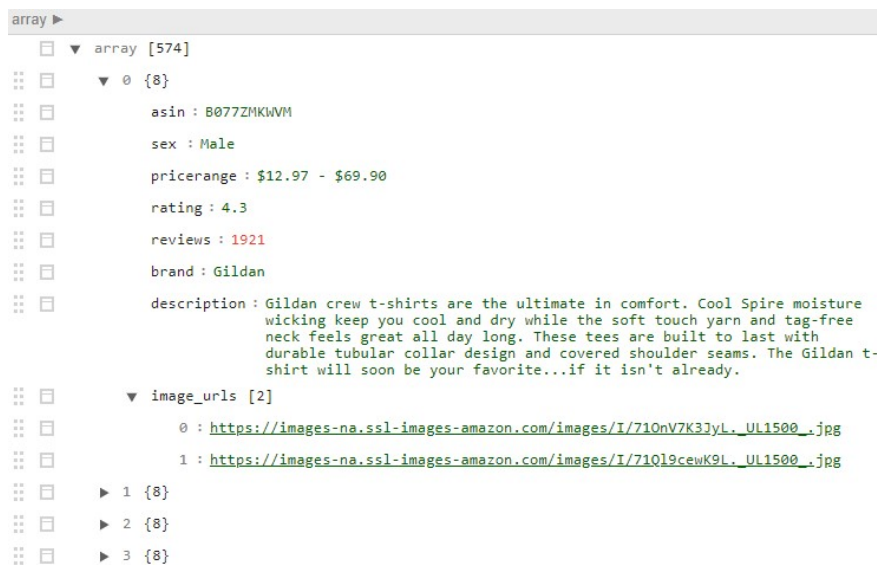 array ►
▼ array [574]
▼ 0 {8}
asin : B077ZMKWVM
sex : Male
pricerange : $12.97 - $69.90
rating : 4.3
reviews : 1921
brand : Gildan
description : Gildan crew t-shirts are the ultimate in comfort. Cool Spire moisture
wicking keep you cool and dry while the soft touch yarn and tag-free
neck feels great all day long. These tees are built to last with
durable tubular collar design and covered shoulder seams. The Gildan t-
shirt will soon be your favorite...if it isn't already.
▼ image_urls [2]
0 : https://images-na.ssl-images-amazon.com/images/I/71OnV7K3JyL._UL1500_.jpg
1 : https://images-na.ssl-images-amazon.com/images/I/71Ql9cewK9L._UL1500_.jpg
► 1 {8}
► 2 {8}
► 3 {8}